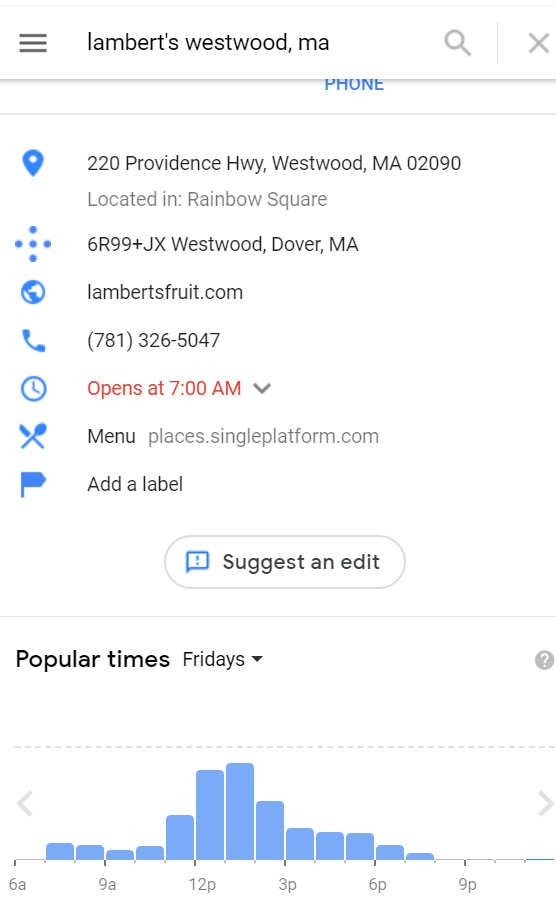 lambert's westwood, ma
PHONE
220 Providence Hwy, Westwood, MA 02090
Located in: Rainbow Square
6R99+JX Westwood, Dover, MA
lambertsfruit.com
(781) 326-5047
Opens at 7:00 AM
Menu places.singleplatform.com
Add a label
Suggest an edit
Popular times Fridays
6a 9a 12p 3p 6p 9p